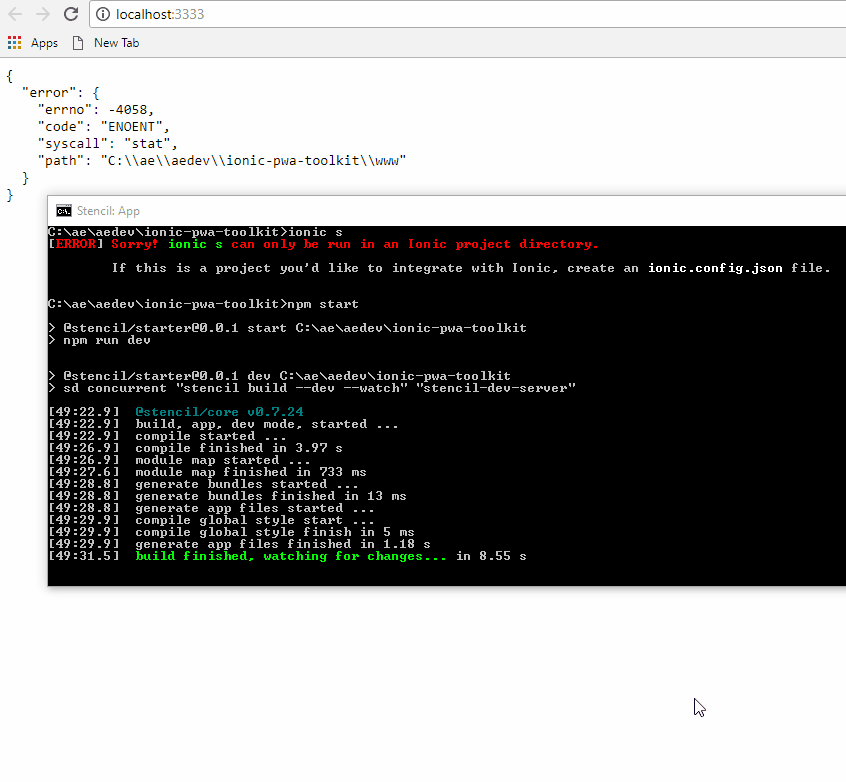 localhost:3333
Apps New Tab
{
"error": {
"errno": -4058,
"code": "ENOENT",
"syscall": "stat",
"path": "C:\\ae\\aedev\\ionic-pwa-toolkit\\www"
}
}
C:\. Stencil: App
C:\ae\aedev\ionic-pwa-toolkit>ionic s
[ERROR] Sorry! ionic s can only be run in an Ionic project directory.
If this is a project you'd like to integrate with Ionic, create an ionic.config.json file.
C:\ae\aedev\ionic-pwa-toolkit>npm start
> @stencil/starter@0.0.1 start C:\ae\aedev\ionic-pwa-toolkit
> npm run dev
> @stencil/starter@0.0.1 dev C:\ae\aedev\ionic-pwa-toolkit
> sd concurrent "stencil build --dev --watch" "stencil-dev-server"
[49:22.9] @stencil/core v0.7.24
[49:22.9] build, app, dev mode, started ...
[49:22.9] compile started ...
[49:26.9] compile finished in 3.97 s
[49:26.9] module map started ...
[49:27.6] module map finished in 733 ms
[49:28.8] generate bundles started ...
[49:28.8] generate bundles finished in 13 ms
[49:28.8] generate app files started ...
[49:29.9] compile global style start ...
[49:29.9] compile global style finish in 5 ms
[49:29.9] generate app files finished in 1.18 s
[49:31.5] build finished, watching for changes... in 8.55 s